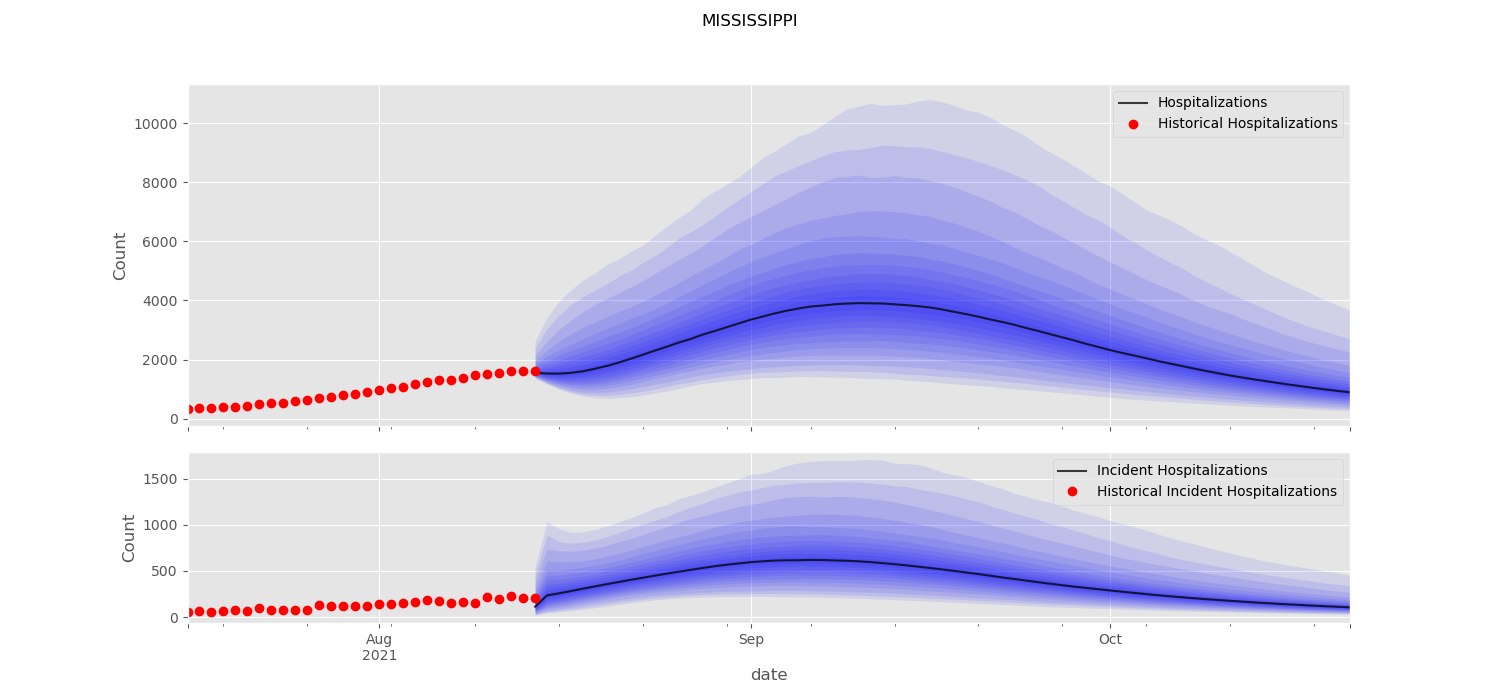 MISSISSIPPI
Hospitalizations
Historical Hospitalizations
10000
8000
6000
4000
2000
0
Count
Incident Hospitalizations
Historical Incident Hospitalizations
1500
1000
500
0
Count
Aug
2021
Sep
Oct
date